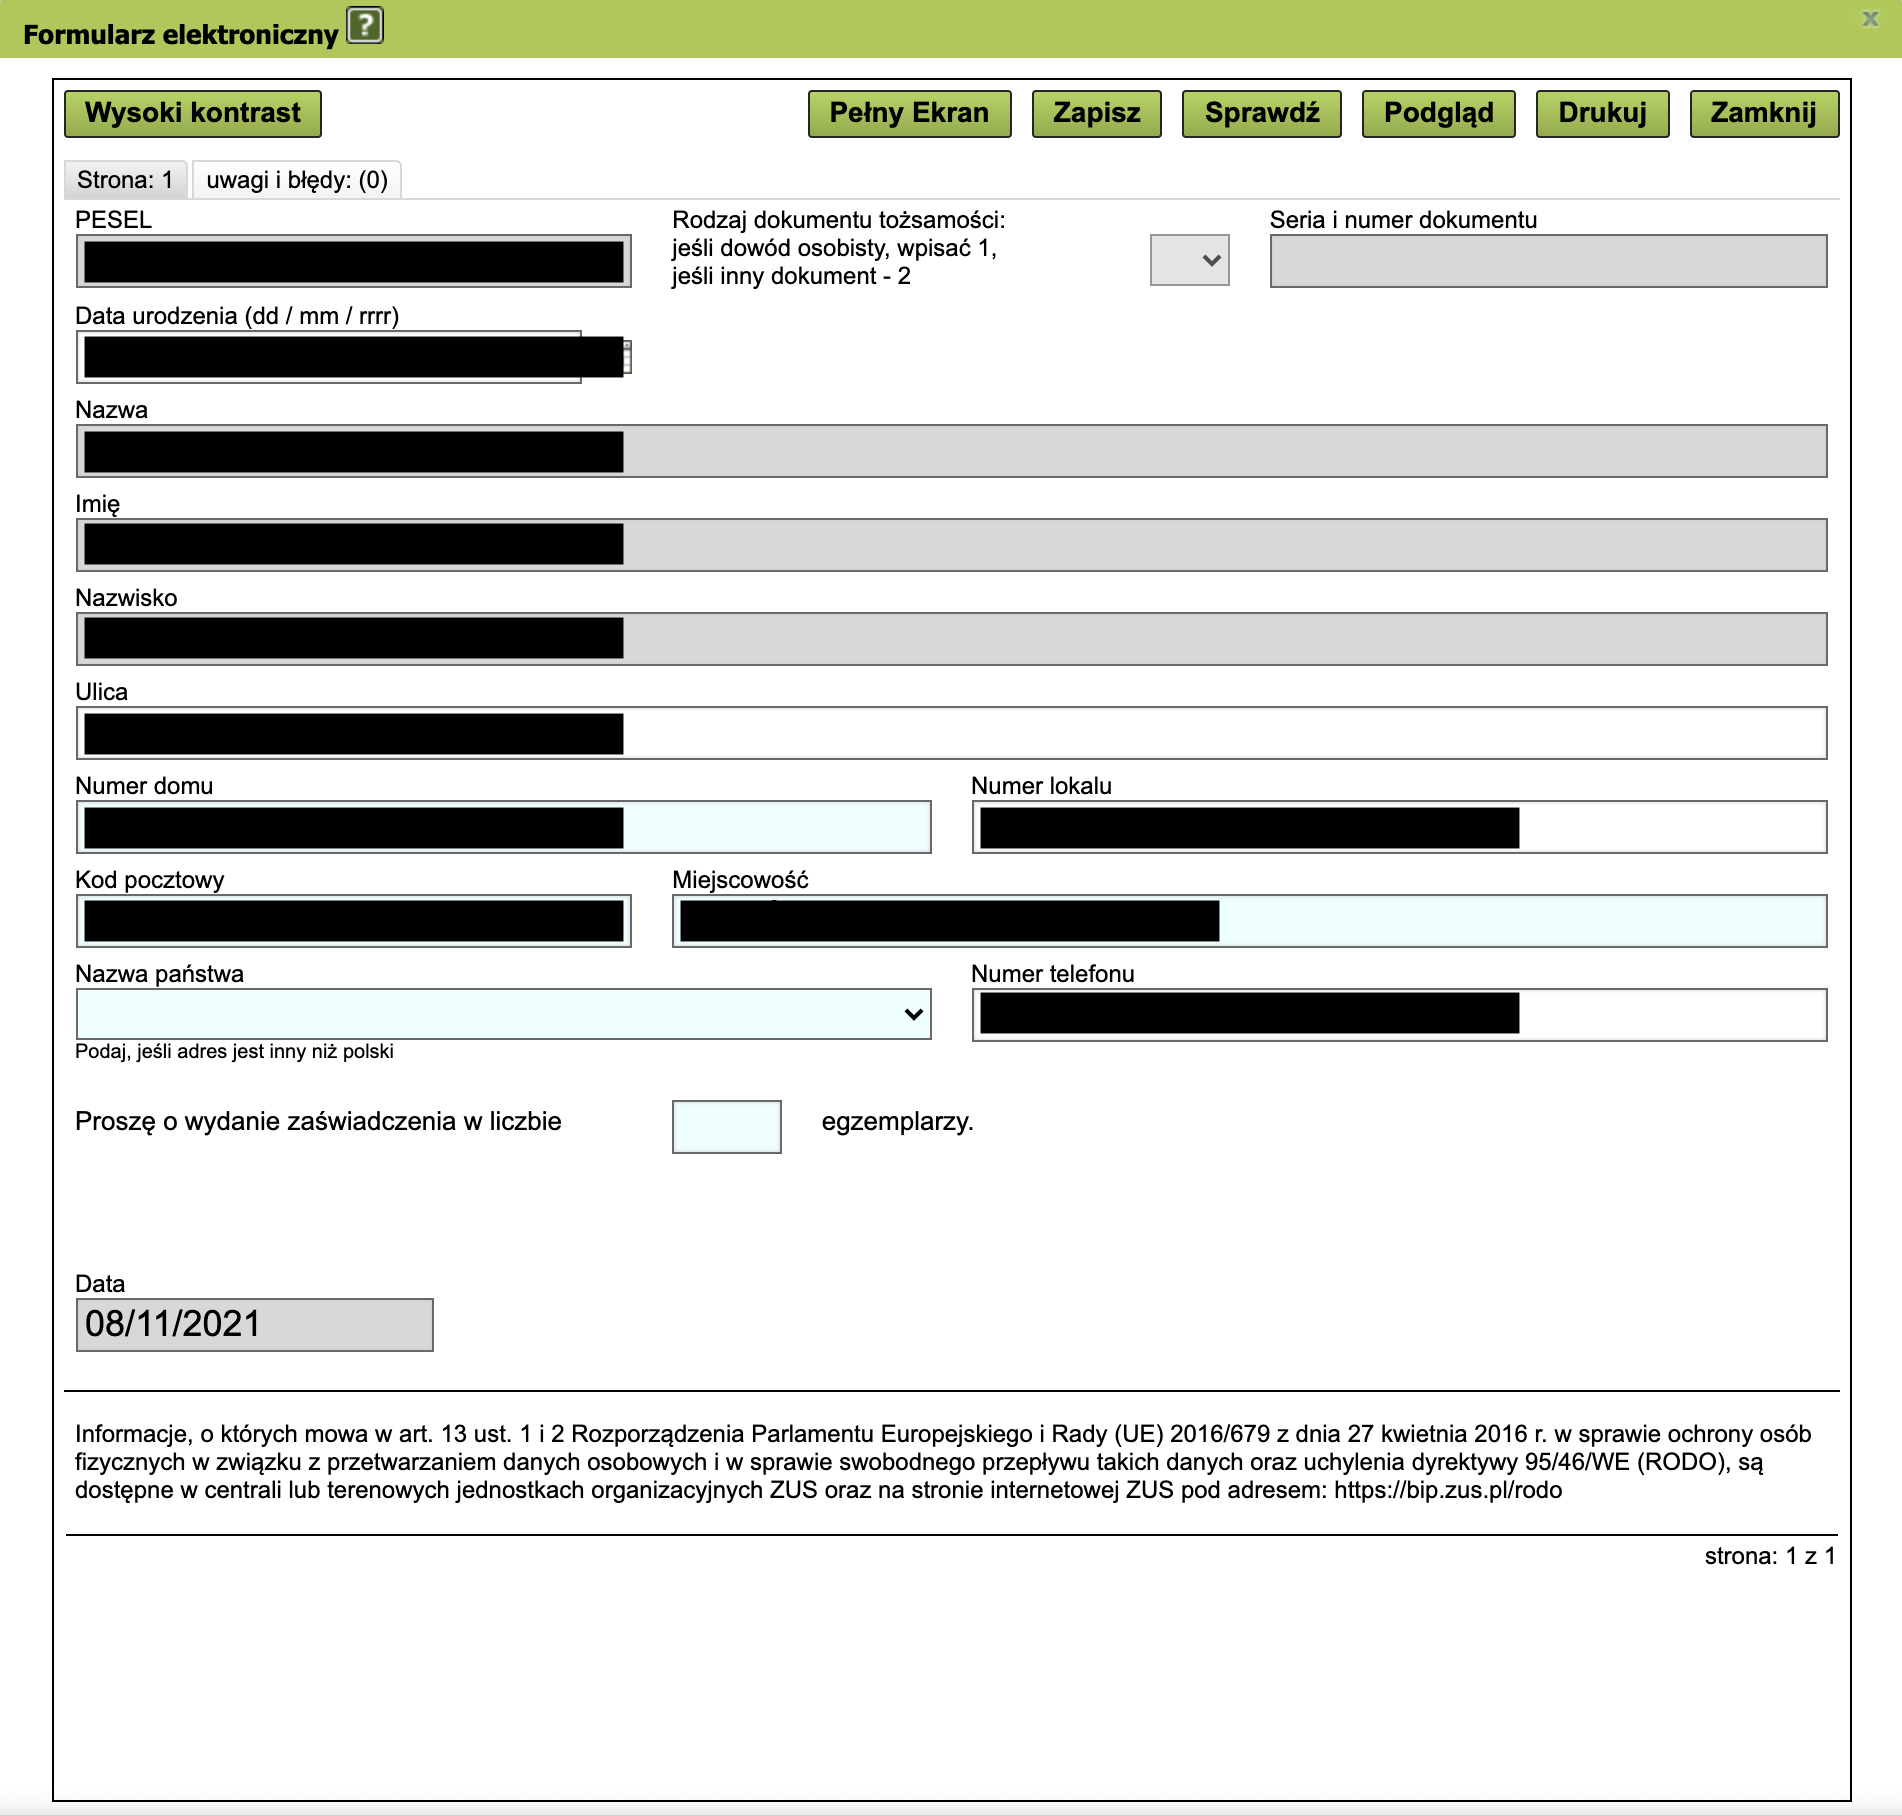 Formularz elektroniczny ?
x
Wysoki kontrast
Pełny Ekran
Zapisz
Sprawdź
Podgląd
Drukuj
Zamknij
Strona: 1
uwagi i błędy: (0)
PESEL
Rodzaj dokumentu tożsamości:
jeśli dowód osobisty, wpisać 1,
jeśli inny dokument - 2
Seria i numer dokumentu
Data urodzenia (dd / mm / rrrr)
Nazwa
Imię
Nazwisko
Ulica
Numer domu
Numer lokalu
Kod pocztowy
Miejscowość
Nazwa państwa
Numer telefonu
Podaj, jeśli adres jest inny niż polski
Proszę o wydanie zaświadczenia w liczbie
egzemplarzy.
Data
08/11/2021
Informacje, o których mowa w art. 13 ust. 1 i 2 Rozporządzenia Parlamentu Europejskiego i Rady (UE) 2016/679 z dnia 27 kwietnia 2016 r. w sprawie ochrony osób
fizycznych w związku z przetwarzaniem danych osobowych i w sprawie swobodnego przepływu takich danych oraz uchylenia dyrektywy 95/46/WE (RODO), są
dostępne w centrali lub terenowych jednostkach organizacyjnych ZUS oraz na stronie internetowej ZUS pod adresem: https://bip.zus.pl/rodo
strona: 1 z 1